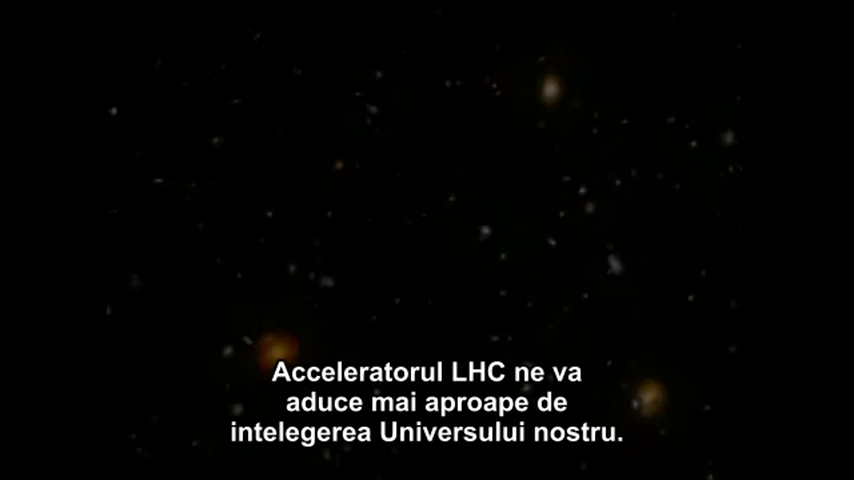 Acceleratorul LHC ne va
aduce mai aproape de
intelegerea Universului nostru.